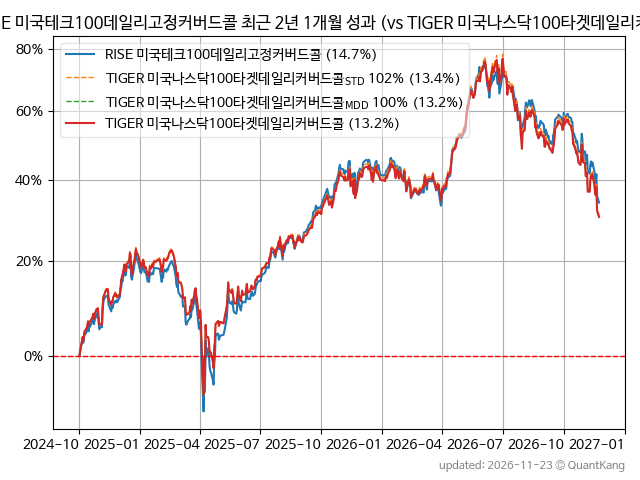 E 미국테크100데일리고정커버드콜 최근 2년 1개월 성과 (vs TIGER 미국나스닥100타겟데일리커
RISE 미국테크100데일리고정커버드콜 (14.7%)
TIGER 미국나스닥100타겟데일리커버드콜STD 102% (13.4%)
TIGER 미국나스닥100타겟데일리커버드콜MDD 100% (13.2%)
TIGER 미국나스닥100타겟데일리커버드콜 (13.2%)
80%
60%
40%
20%
0%
2024-10 2025-01 2025-04 2025-07 2025-10 2026-01 2026-04 2026-07 2026-10 2027-01
updated: 2026-11-23 © QuantKang